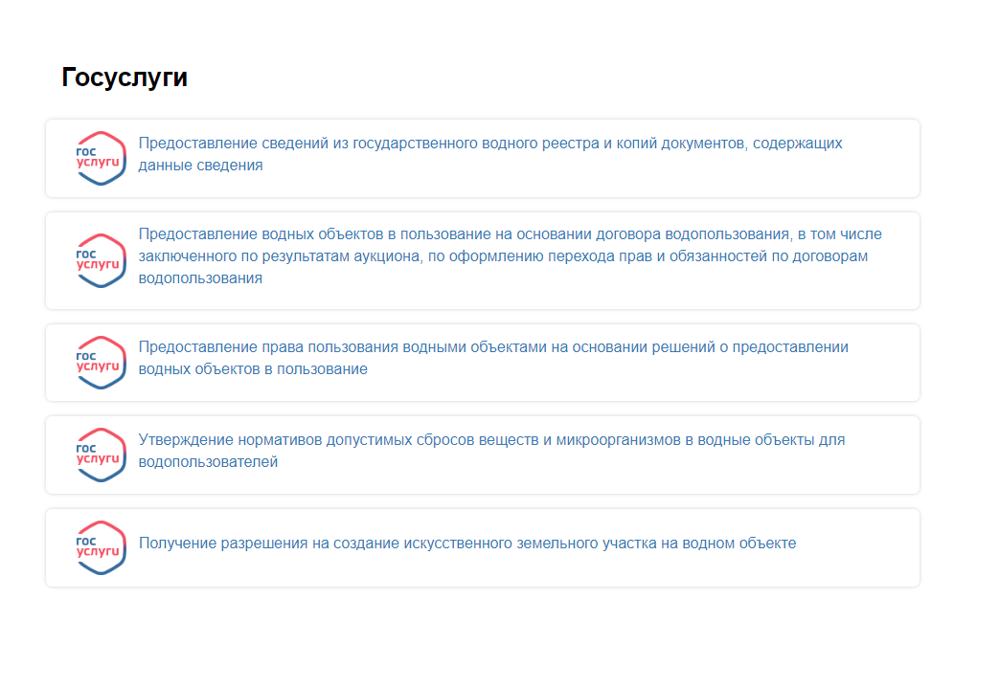 Госуслуги
гос
услуги
Предоставление сведений из государственного водного реестра и копий документов, содержащих
данные сведения
гос
услуги
Предоставление водных объектов в пользование на основании договора водопользования, в том числе
заключенного по результатам аукциона, по оформлению перехода прав и обязанностей по договорам
водопользования
гос
услуги
Предоставление права пользования водными объектами на основании решений о предоставлении
водных объектов в пользование
гос
услуги
Утверждение нормативов допустимых сбросов веществ и микроорганизмов в водные объекты для
водопользователей
гос
услуги
Получение разрешения на создание искусственного земельного участка на водном объекте